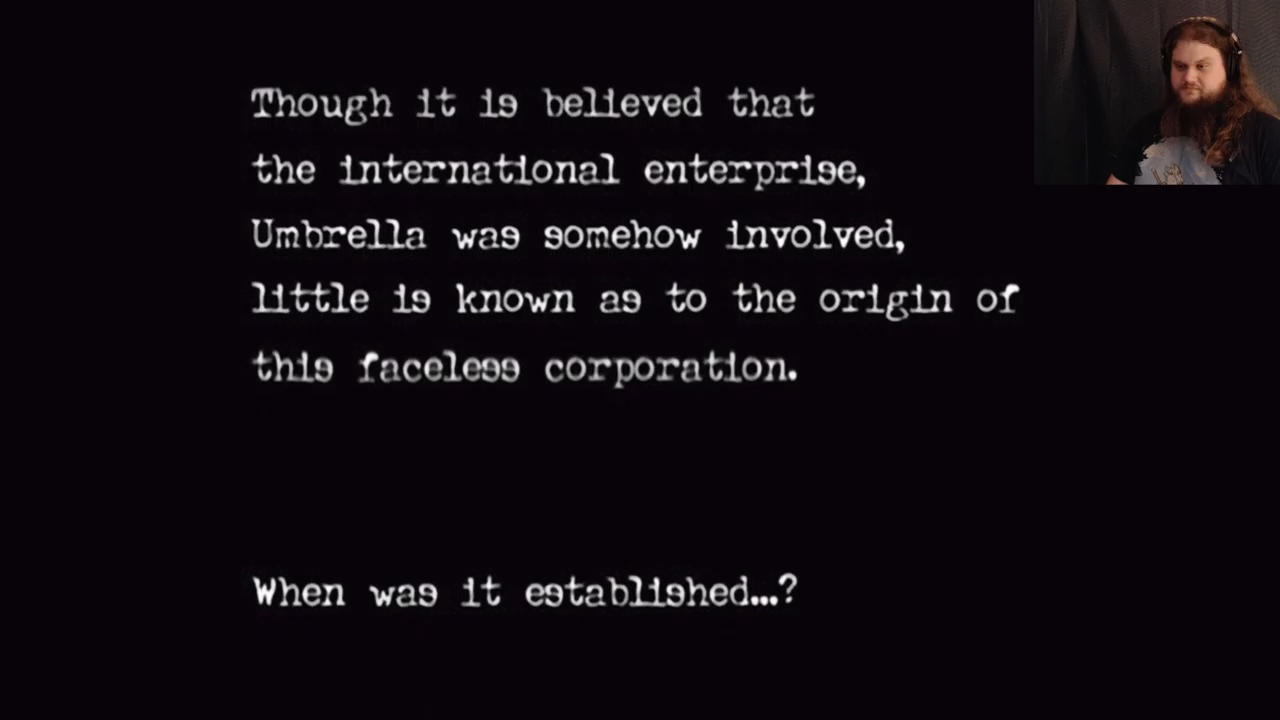 Though it is believed that
the international enterprise,
Umbrella was somehow involved,
little is known as to the origin of
this faceless corporation.
When was it established...?